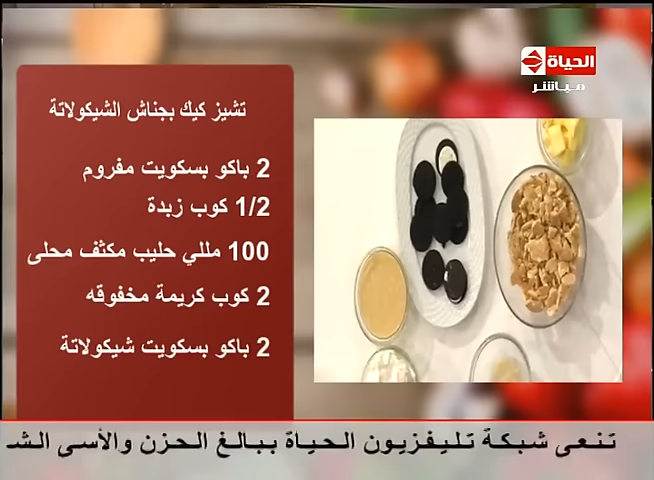 الحياة
مباشر
تشيز كيك بجناش الشيكولاتة
2 باكو بسكويت مفروم
1/2 كوب زبدة
100 مللي حليب مكثف محلى
2 كوب كريمة مخفوقه
2 باكو بسكويت شيكولاتة
تنعى شبكة تليفزيون الحياة ببالغ الحزن والأسى الشـ